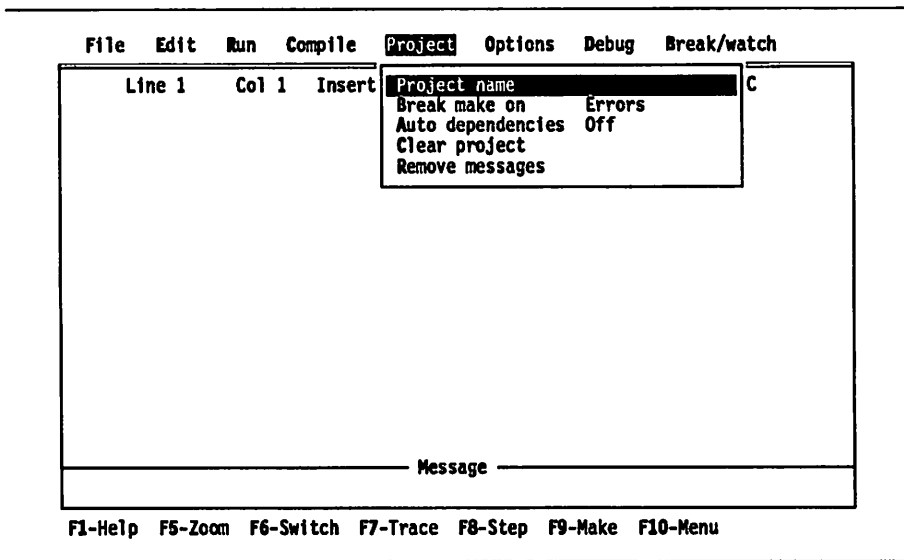 File Edit Run Compile Project Options Debug Break/watch
Line 1 Col 1 Insert C
Project name
Break make on Errors
Auto dependencies Off
Clear project
Remove messages
Message
F1-Help F5-Zoom F6-Switch F7-Trace F8-Step F9-Make F10-Menu